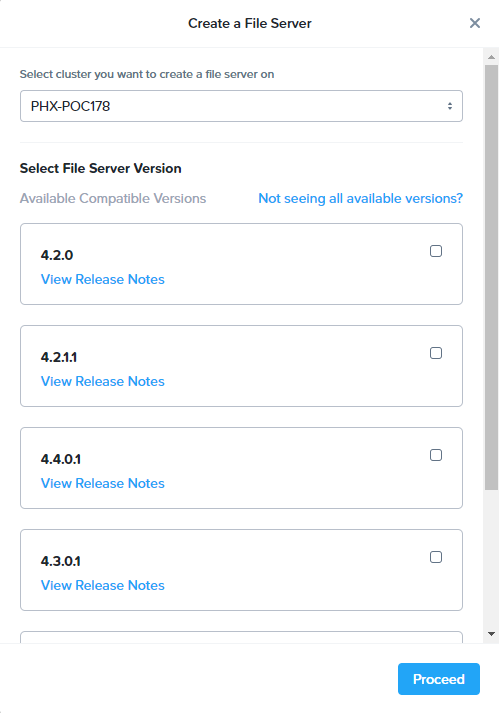 Create a File Server
Select cluster you want to create a file server on
PHX-POC178
Select File Server Version
Available Compatible Versions Not seeing all available versions?
4.2.0
View Release Notes
4.2.1.1
View Release Notes
4.4.0.1
View Release Notes
4.3.0.1
View Release Notes
Proceed